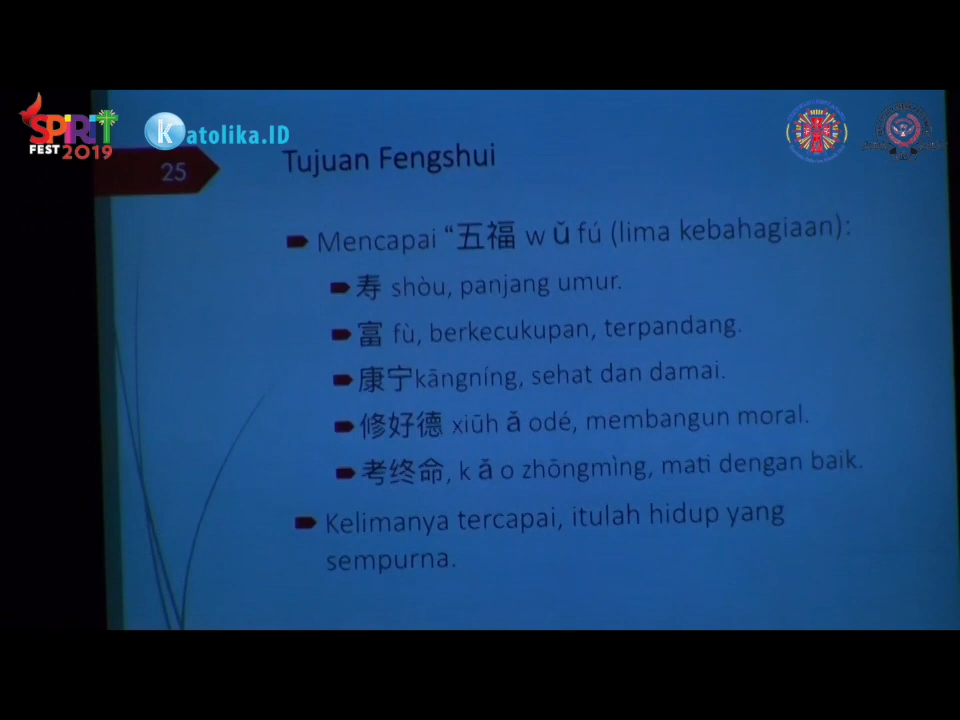 SPIRIT
FEST 2019
Katolika.ID
25
Tujuan Fengshui
Mencapai “五福 w ǔ fú (lima kebahagiaan):
寿 shòu, panjang umur.
富 fù, berkecukupan, terpandang.
康宁kāngníng, sehat dan damai.
修好德 xiūh ǎ odé, membangun moral.
考终命, k ǎ o zhōngmìng, mati dengan baik.
Kelimanya tercapai, itulah hidup yang
sempurna.